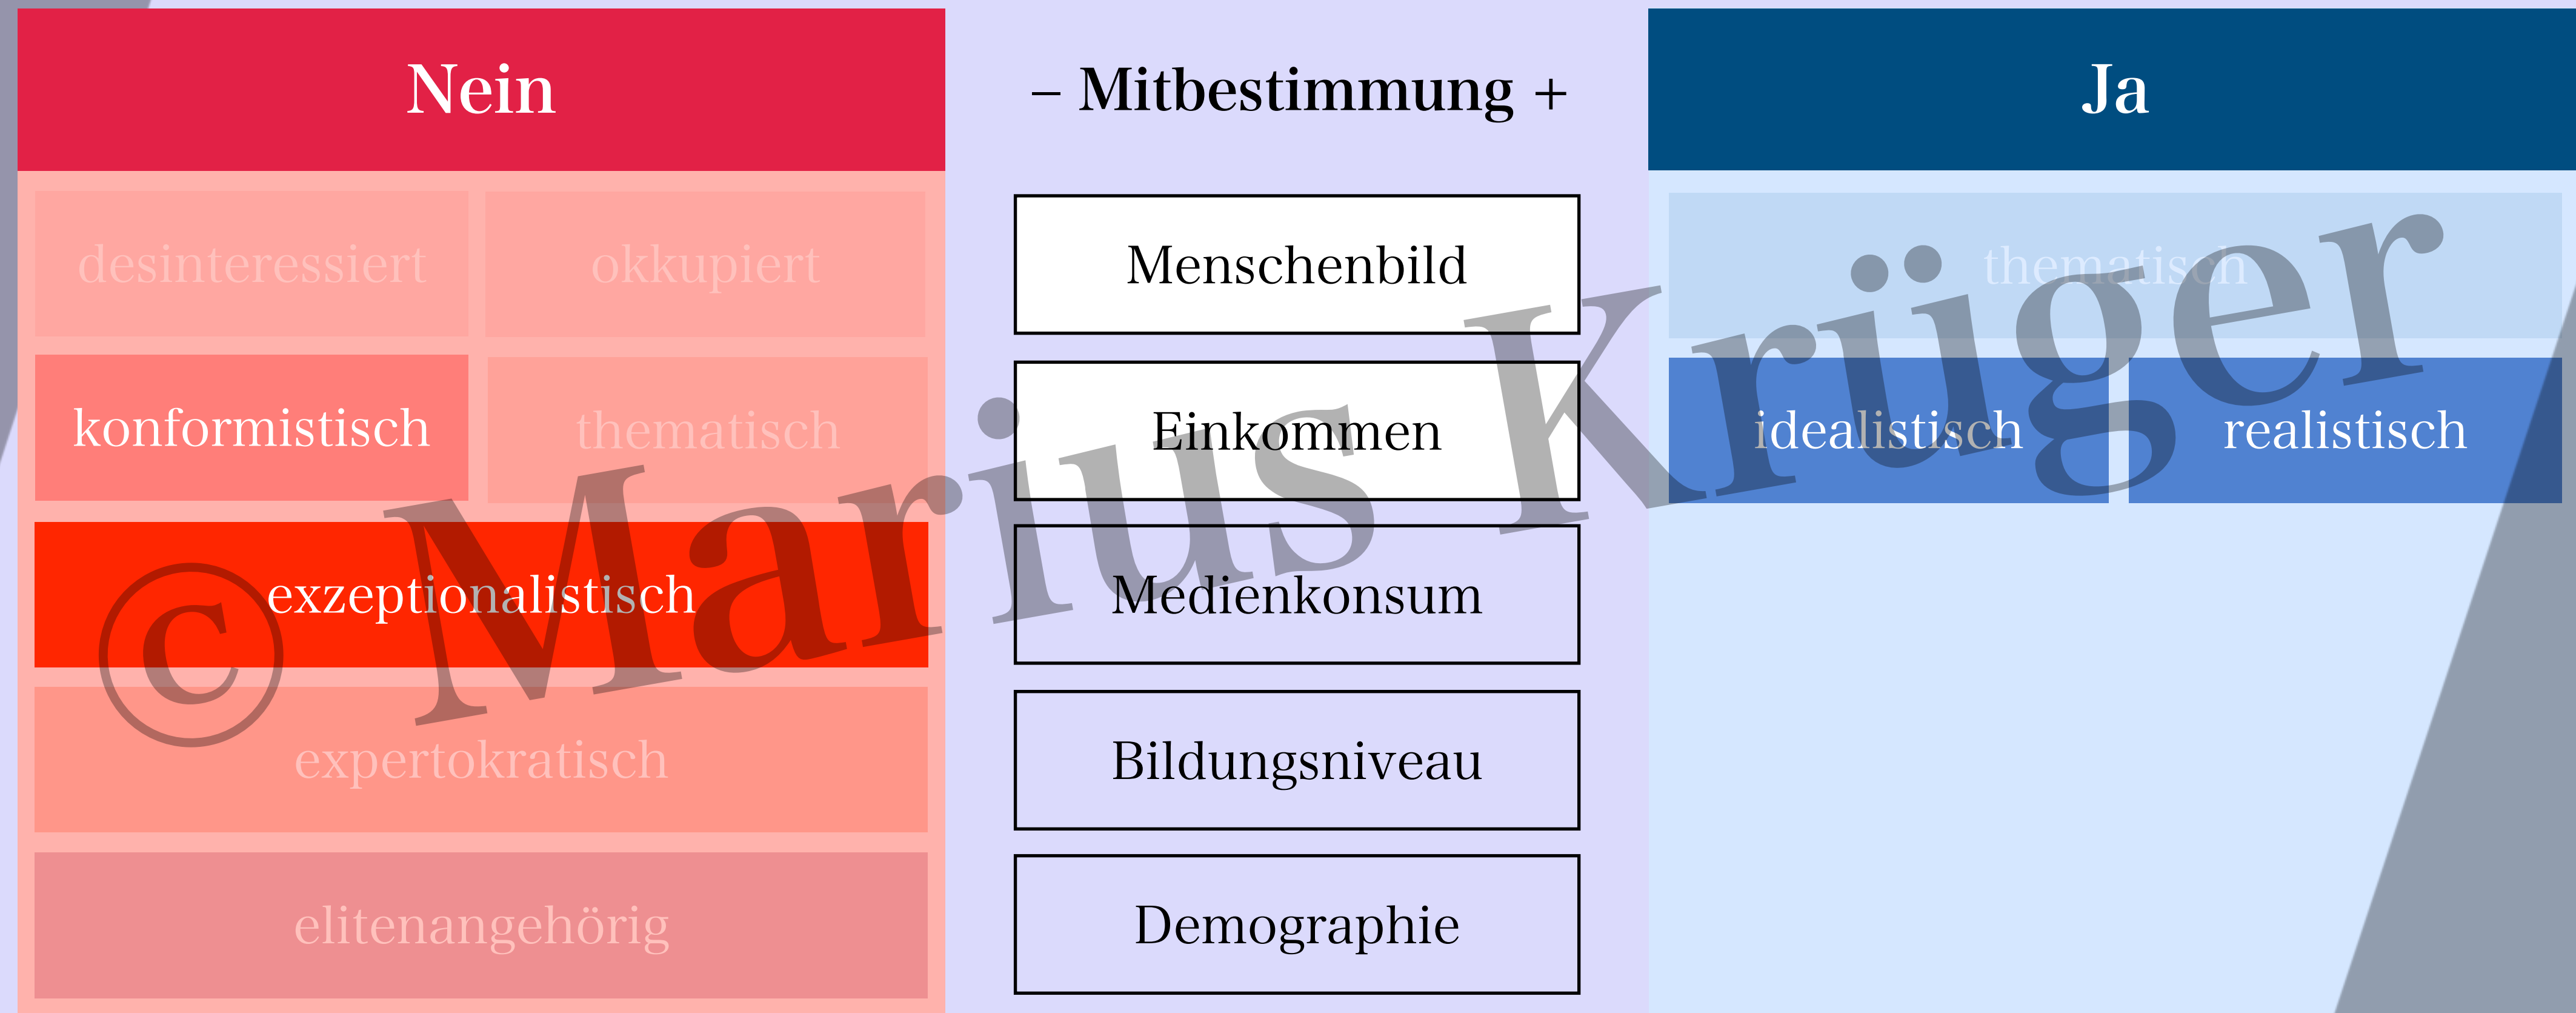 Nein
– Mitbestimmung +
Ja
desinteressiert
okkupiert
konformistisch
thematisch
exzeptionalistisch
expertokratisch
elitenangehörig
Menschenbild
Einkommen
Medienkonsum
Bildungsniveau
Demographie
thematisch
idealistisch
realistisch
© Marius Krüger